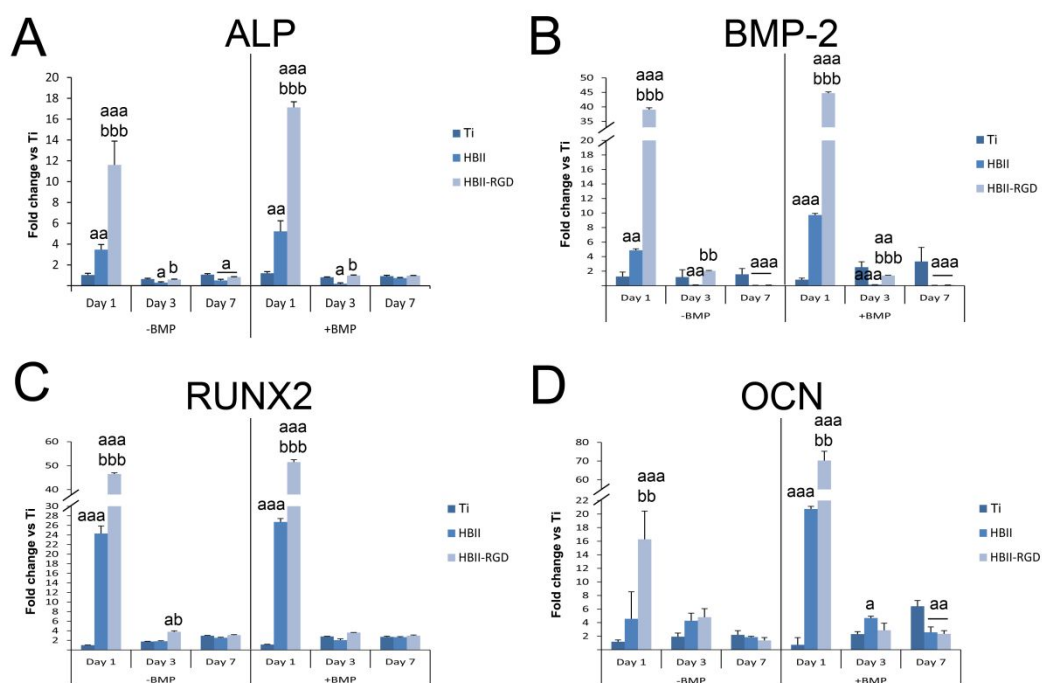 A
ALP
aaa
bbb
aaa
bbb
aa
aa
a b
a
a b
Fold change vs Ti
20
18
16
14
12
10
8
6
4
2
Day 1
Day 3
Day 7
Day 1
Day 3
Day 7
-BMP
+BMP
Ti
HBII
HBII-RGD
B
BMP-2
aaa
bbb
aaa
bbb
aa
aaa
bb
aa
aaa
aa
bbb
aaa
aaa
Fold change vs Ti
50
45
40
35
20
18
16
14
12
10
8
6
4
2
Day 1
Day 3
Day 7
Day 1
Day 3
Day 7
-BMP
+BMP
Ti
HBII
HBII-RGD
C
RUNX2
aaa
bbb
aaa
bbb
aaa
aaa
ab
Fold change vs Ti
60
50
40
30
28
26
24
22
20
18
16
14
12
10
8
6
4
2
Day 1
Day 3
Day 7
Day 1
Day 3
Day 7
-BMP
+BMP
Ti
HBII
HBII-RGD
D
OCN
aaa
bb
aaa
bb
aaa
a
aa
Fold change vs Ti
80
70
60
22
20
18
16
14
12
10
8
6
4
2
Day 1
Day 3
Day 7
Day 1
Day 3
Day 7
-BMP
+BMP
Ti
HBII
HBII-RGD